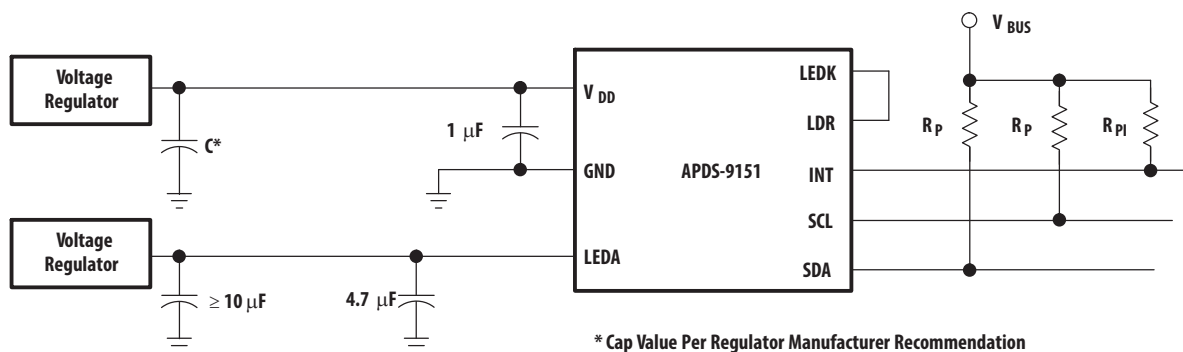 Voltage
Regulator
C*
1 μF
V DD
GND
LEDA
APDS-9151
LEDK
LDR
INT
SCL
SDA
V BUS
R P
R P
R PI
Voltage
Regulator
≥ 10 μF
4.7 μF
* Cap Value Per Regulator Manufacturer Recommendation